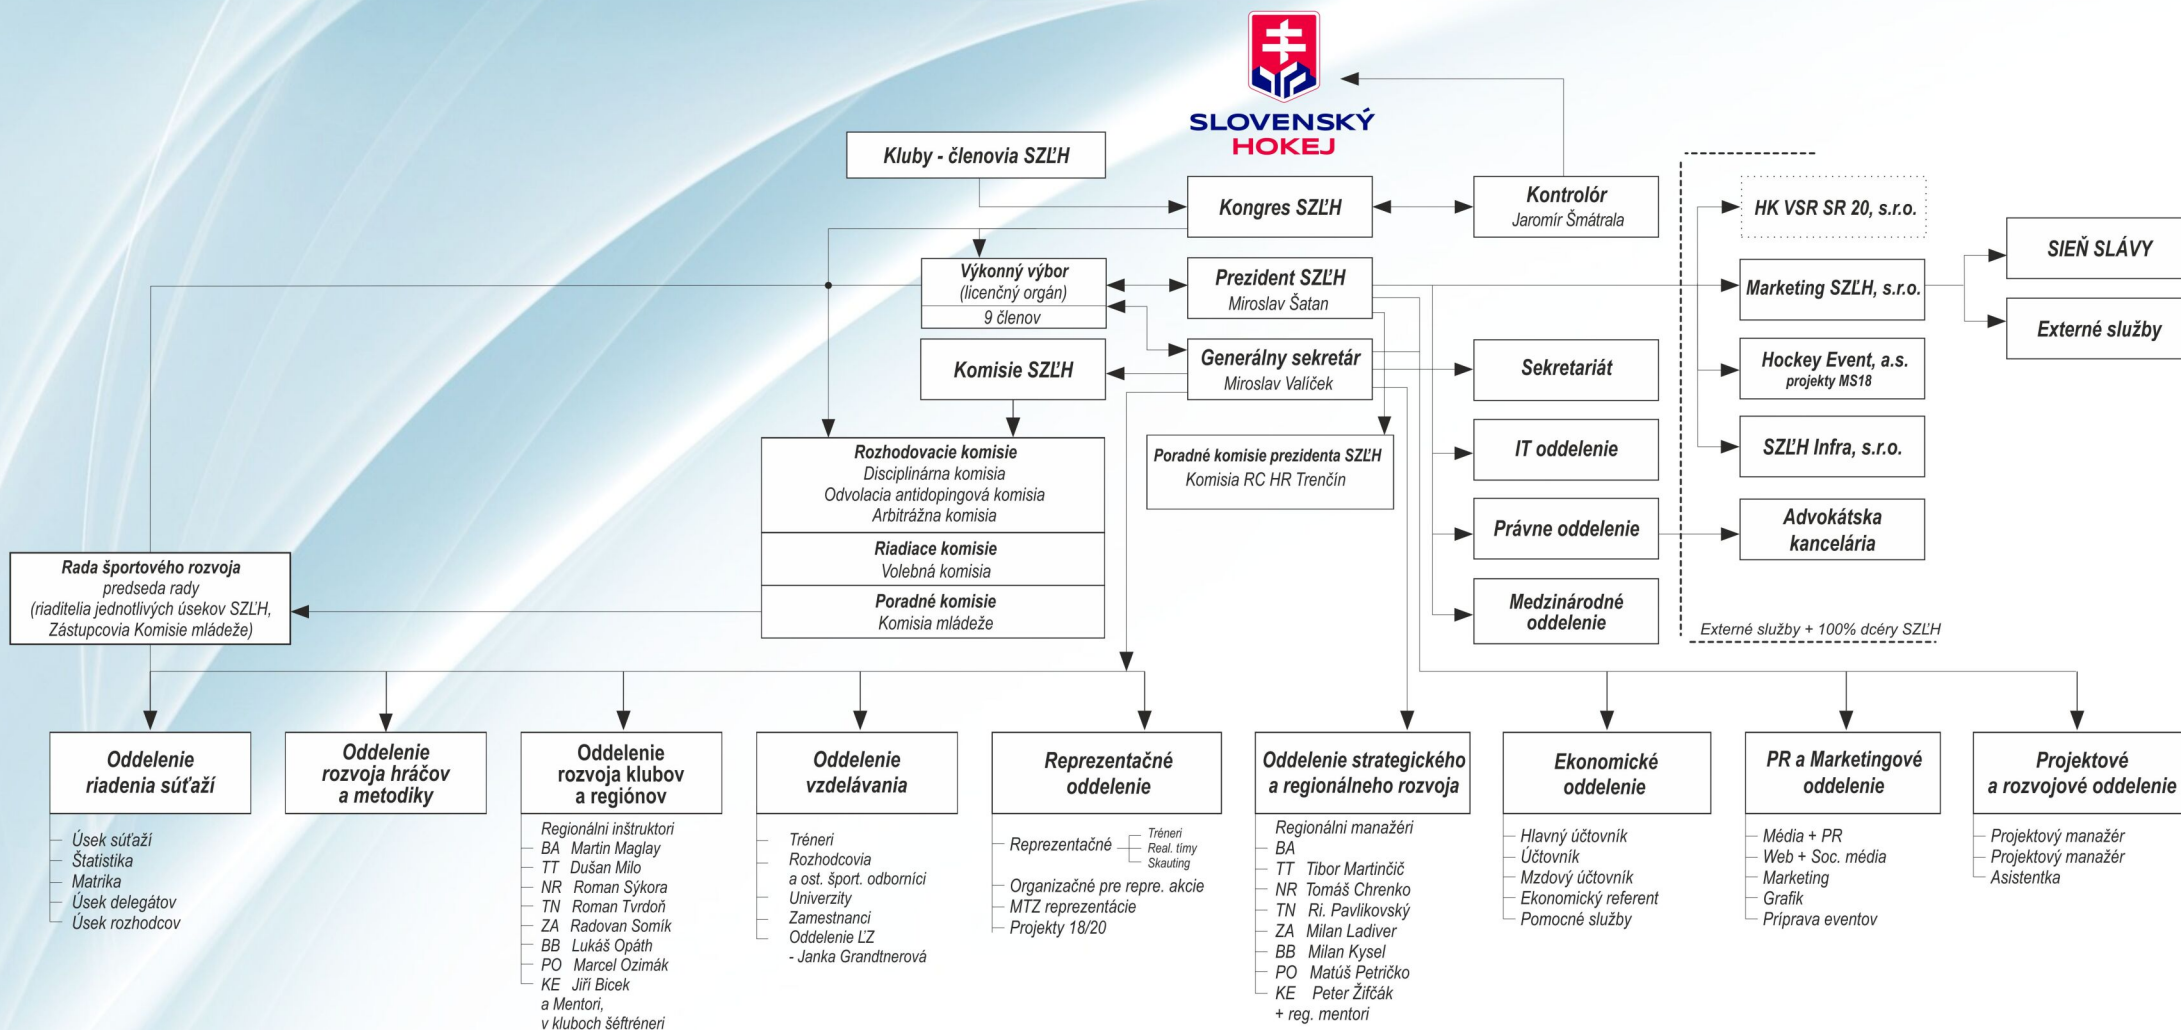 SLOVENSKÝ
HOKEJ
Kluby - členovia SZĽH
Kongres SZĽH
Kontrolór
Jaromír Šmátrala
Výkonný výbor
(licenčný orgán)
9 členov
Prezident SZĽH
Miroslav Šatan
Generálny sekretár
Miroslav Valíček
Komisie SZĽH
Rozhodovacie komisie
Disciplinárna komisia
Odvolacia antidopingová komisia
Arbitrážna komisia
Riadiace komisie
Volebná komisia
Poradné komisie
Komisia mládeže
Poradné komisie prezidenta SZĽH
Komisia RC HR Trenčín
Sekretariát
IT oddelenie
Právne oddelenie
Medzinárodné
oddelenie
HK VSR SR 20, s.r.o.
Marketing SZĽH, s.r.o.
Hockey Event, a.s.
projekty MS18
SZĽH Infra, s.r.o.
Advokátska
kancelária
Externé služby + 100% dcéry SZĽH
SIEŇ SLÁVY
Externé služby
Rada športového rozvoja
predseda rady
(riaditelia jednotlivých úsekov SZĽH,
Zástupcovia Komisie mládeže)
Oddelenie
riadenia súťaží
Úsek súťaží
Štatistika
Matrika
Úsek delegátov
Úsek rozhodcov
Oddelenie
rozvoja hráčov
a metodiky
Oddelenie
rozvoja klubov
a regiónov
Regionálni inštruktori
BA Martin Maglay
TT Dušan Milo
NR Roman Sýkora
TN Roman Tvrdoň
ZA Radovan Somík
BB Lukáš Opáth
PO Marcel Ozimák
KE Jiří Bicek
a Mentori,
v kluboch šéftréneri
Oddelenie
vzdelávania
Tréneri
Rozhodcovia
a ost. šport. odborníci
Univerzity
Zamestnanci
Oddelenie ĽZ
- Janka Grandtnerová
Reprezentačné
oddelenie
Reprezentačné
Tréneri
Real. tímy
Skauting
Organizačné pre repre. akcie
MTZ reprezentácie
Projekty 18/20
Oddelenie strategického
a regionálneho rozvoja
Regionálni manažéri
BA
TT Tibor Martinčič
NR Tomáš Chrenko
TN Ri. Pavlikovský
ZA Milan Ladiver
BB Milan Kysel
PO Matúš Petričko
KE Peter Žifčák
+ reg. mentori
Ekonomické
oddelenie
Hlavný účtovník
Účtovník
Mzdový účtovník
Ekonomický referent
Pomocné služby
PR a Marketingové
oddelenie
Média + PR
Web + Soc. média
Marketing
Grafik
Príprava eventov
Projektové
a rozvojové oddelenie
Projektový manažér
Projektový manažér
Asistentka